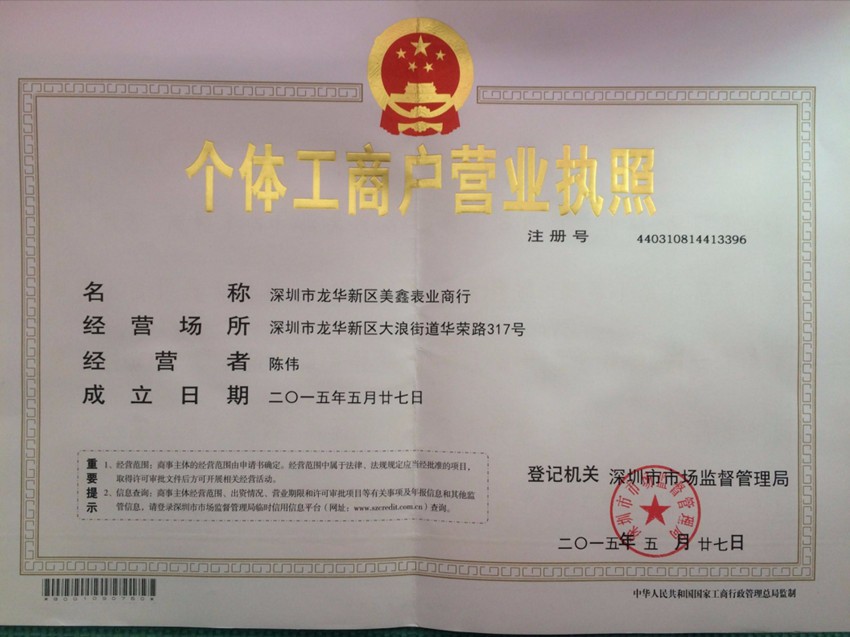 个体工商户营业执照
注册号 440310814413396
名称 深圳市龙华新区美鑫表业商行
经营场所 深圳市龙华新区大浪街道华荣路317号
经营者 陈伟
成立日期 二〇一五年五月廿七日
重要提示
1、经营范围:商事主体的经营范围由申请书确定。经营范围中属于法律、法规规定应当经批准的项目,
取得许可审批文件后方可开展相关经营活动。
2、信息查询:商事主体经营范围、出资情况、营业期限和许可审批项目等有关事项及年报信息和其他监
管信息,请登录深圳市市场监督管理局临时信用信息平台(网址:www.szcredit.com.cn)查询。
登记机关 深圳市市场监督管理局
深圳市市场监督管理局
二〇一五年五月廿七日
中华人民共和国国家工商行政管理总局监制